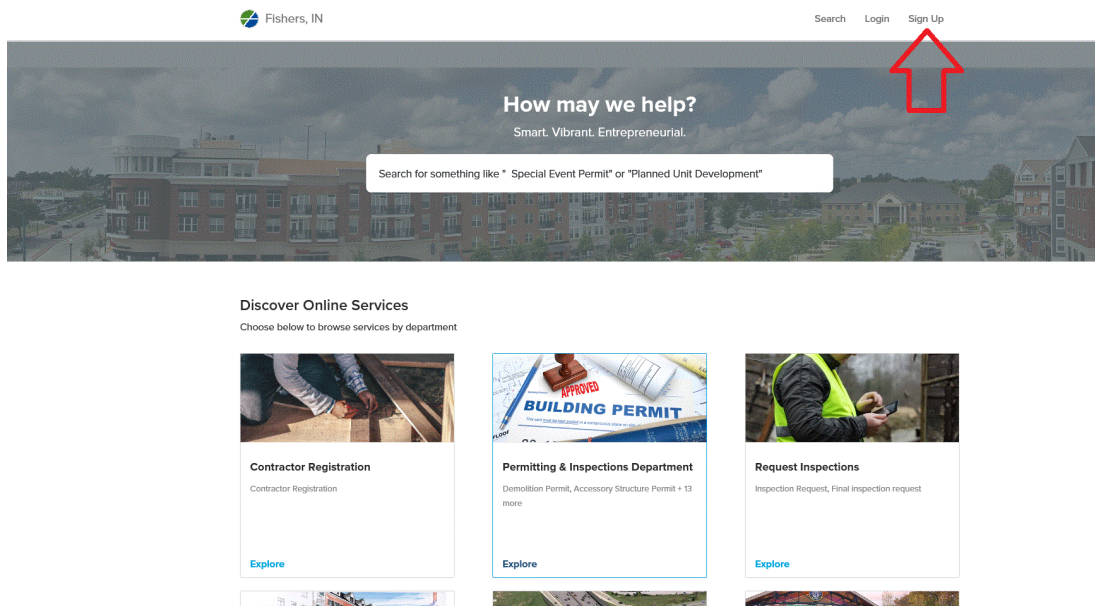 Fishers, IN
Search Login Sign Up
How may we help?
Smart. Vibrant. Entrepreneurial.
Search for something like " Special Event Permit" or "Planned Unit Development"
Discover Online Services
Choose below to browse services by department
APPROVED
BUILDING PERMIT
FLOOR
Contractor Registration
Contractor Registration
Explore
Permitting & Inspections Department
Demolition Permit, Accessory Structure Permit + 13
more
Explore
Request Inspections
Inspection Request, Final inspection request
Explore